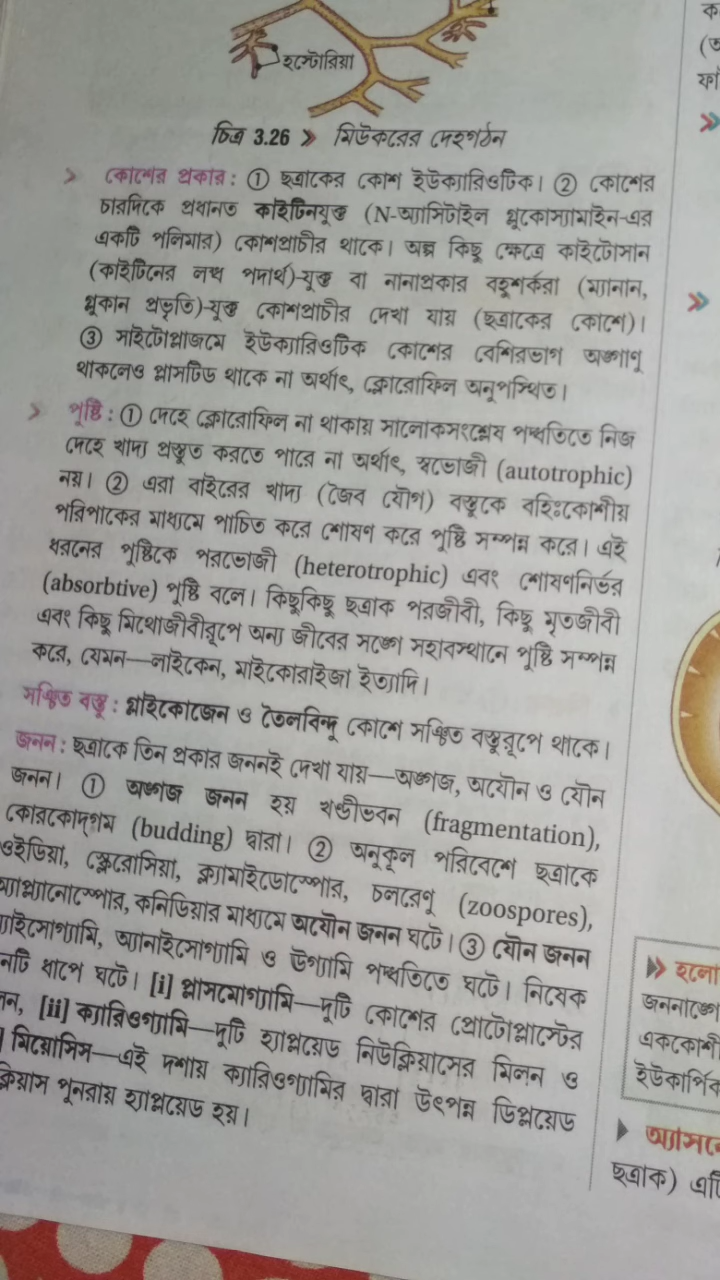 হস্টোরিয়া
চিত্র 3.26 » মিউকরের দেহগঠন
> কোশের প্রকার : ① ছত্রাকের কোশ ইউক্যারিওটিক। ② কোশের
চারদিকে প্রধানত কাইটিনযুক্ত (N-অ্যাসিটাইল গ্লুকোস্যামাইন-এর
একটি পলিমার) কোশপ্রাচীর থাকে। অল্প কিছু ক্ষেত্রে কাইটোসান
(কাইটিনের লব্ধ পদার্থ)-যুক্ত বা নানাপ্রকার বহুশর্করা (ম্যানান,
গ্লুকান প্রভৃতি)-যুক্ত কোশপ্রাচীর দেখা যায় (ছত্রাকের কোশে)।
③ সাইটোপ্লাজমে ইউক্যারিওটিক কোশের বেশিরভাগ অঙ্গাণু
থাকলেও প্লাসটিড থাকে না অর্থাৎ, ক্লোরোফিল অনুপস্থিত।
> পুষ্টি : ① দেহে ক্লোরোফিল না থাকায় সালোকসংশ্লেষ পদ্ধতিতে নিজ
দেহে খাদ্য প্রস্তুত করতে পারে না অর্থাৎ, স্বভোজী (autotrophic)
নয়। ② এরা বাইরের খাদ্য (জৈব যৌগ) বস্তুকে বহিঃকোশীয়
পরিপাকের মাধ্যমে পাচিত করে শোষণ করে পুষ্টি সম্পন্ন করে। এই
ধরনের পুষ্টিকে পরভোজী (heterotrophic) এবং শোষণনির্ভর
(absorbtive) পুষ্টি বলে। কিছুকিছু ছত্রাক পরজীবী, কিছু মৃতজীবী
এবং কিছু মিথোজীবীরূপে অন্য জীবের সঙ্গে সহাবস্থানে পুষ্টি সম্পন্ন
করে, যেমন—লাইকেন, মাইকোরাইজা ইত্যাদি।
সঞ্চিত বস্তু : গ্লাইকোজেন ও তৈলবিন্দু কোশে সঞ্চিত বস্তুরূপে থাকে।
জনন : ছত্রাকে তিন প্রকার জননই দেখা যায়—অঙ্গজ, অযৌন ও যৌন
জনন। ① অঙ্গজ জনন হয় খণ্ডীভবন (fragmentation),
কোরকোদ্‌গম (budding) দ্বারা। ② অনুকূল পরিবেশে ছত্রাকে
ওইডিয়া, স্ক্লেরোসিয়া, ক্ল্যামাইডোস্পোর, চলরেণু (zoospores),
অ্যাপ্ল্যানোস্পোর, কনিডিয়ার মাধ্যমে অযৌন জনন ঘটে। ③ যৌন জনন
াইসোগ্যামি, অ্যানাইসোগ্যামি ও ঊগ্যামি পদ্ধতিতে ঘটে। নিষেক
নটি ধাপে ঘটে। [i] প্লাসমোগ্যামি—দুটি কোশের প্রোটোপ্লাস্টের
ন, [ii] ক্যারিওগ্যামি—দুটি হ্যাপ্লয়েড নিউক্লিয়াসের মিলন ও
] মিয়োসিস—এই দশায় ক্যারিওগ্যামির দ্বারা উৎপন্ন ডিপ্লয়েড
ক্লিয়াস পুনরায় হ্যাপ্লয়েড হয়।
» হলো
জননাঙ্গে
এককোশী
ইউকার্পিক
অ্যাসকে
ছত্রাক) এটি